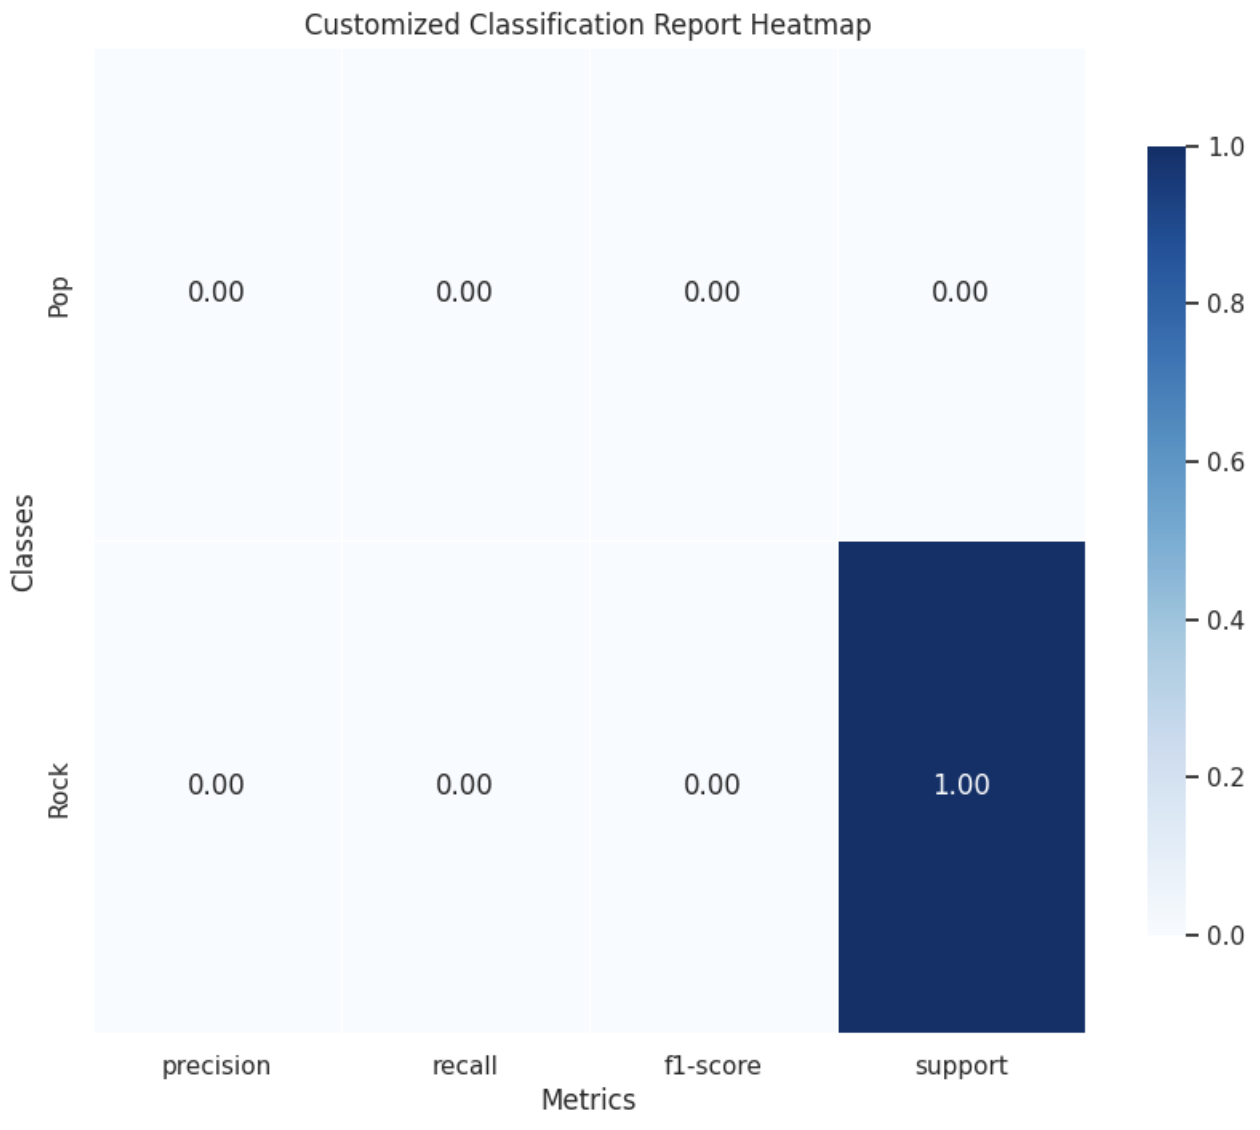 Customized Classification Report Heatmap
Classes
Pop
0.00 0.00 0.00 0.00
Rock
0.00 0.00 0.00 1.00
precision recall f1-score support
Metrics
1.0
0.8
0.6
0.4
0.2
0.0